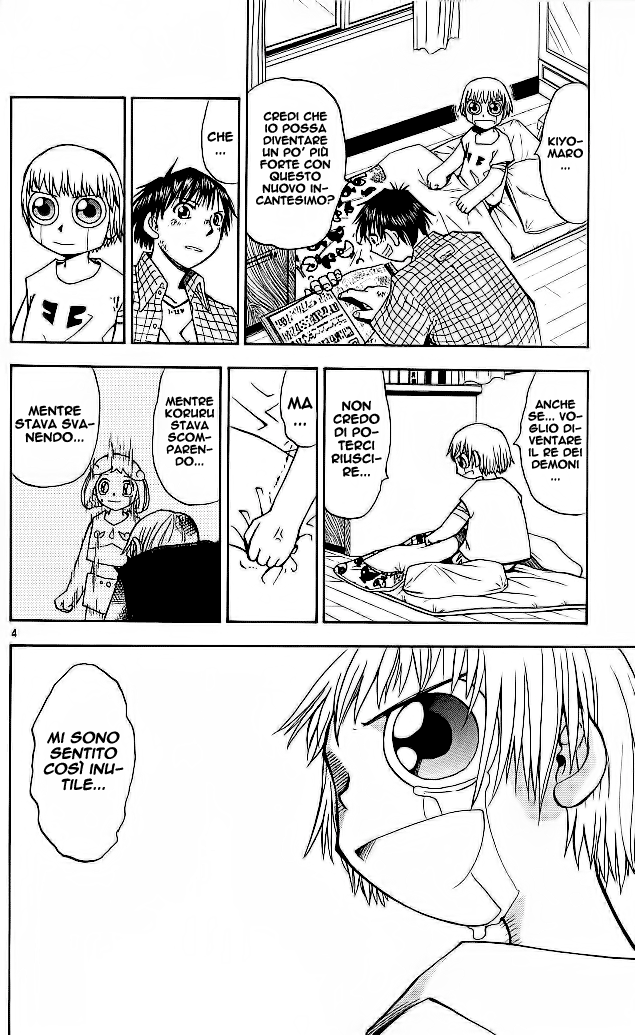 KIYO-
MARO
...
CREDI CHE
IO POSSA
DIVENTARE
UN PO' PIÙ
FORTE CON
QUESTO
NUOVO IN-
CANTESIMO?
CHE
...
ANCHE
SE... VO-
GLIO DI-
VENTARE
IL RE DEI
DEMONI
...
NON
CREDO
DI PO-
TERCI
RIUSCI-
RE...
MA
...
MENTRE
KORURU
STAVA
SCOM-
PAREN-
DO...
MENTRE
STAVA SVA-
NENDO...
4
MI SONO
SENTITO
COSÌ INU-
TILE...